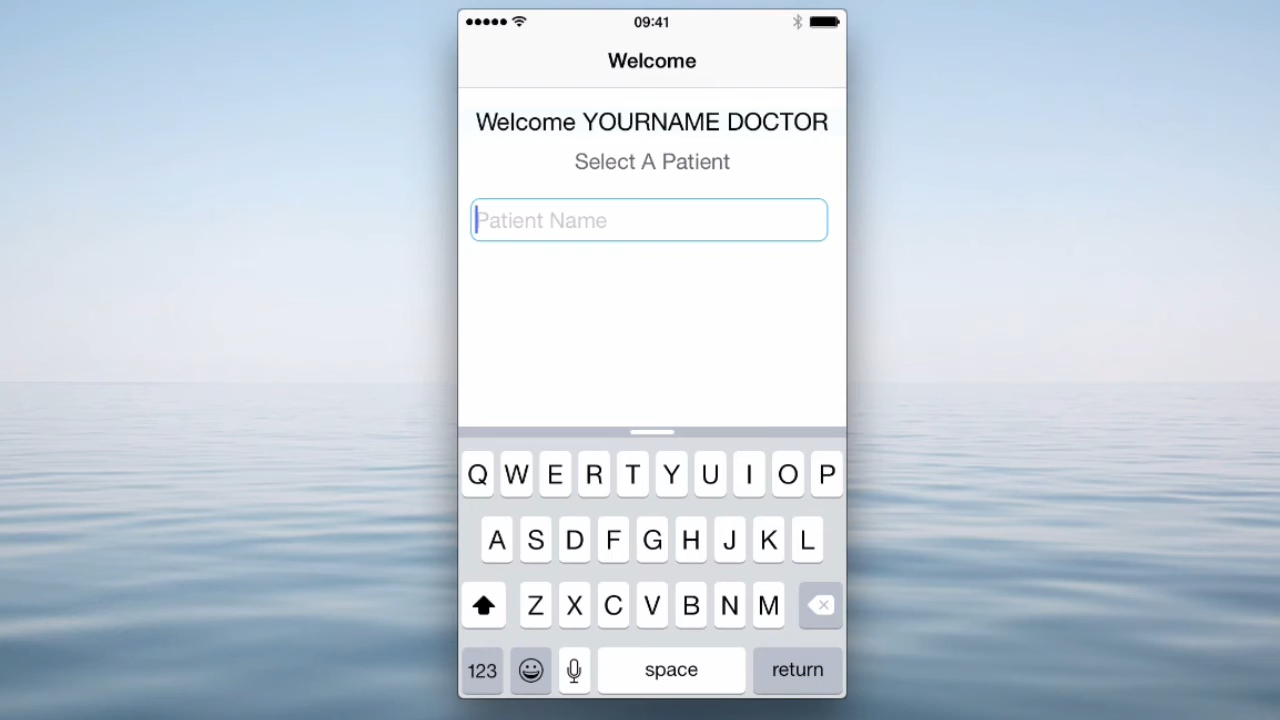 09:41
Welcome
Welcome YOURNAME DOCTOR
Select A Patient
Patient Name
Q W E R T Y U I O P
A S D F G H J K L
Z X C V B N M
123 space return